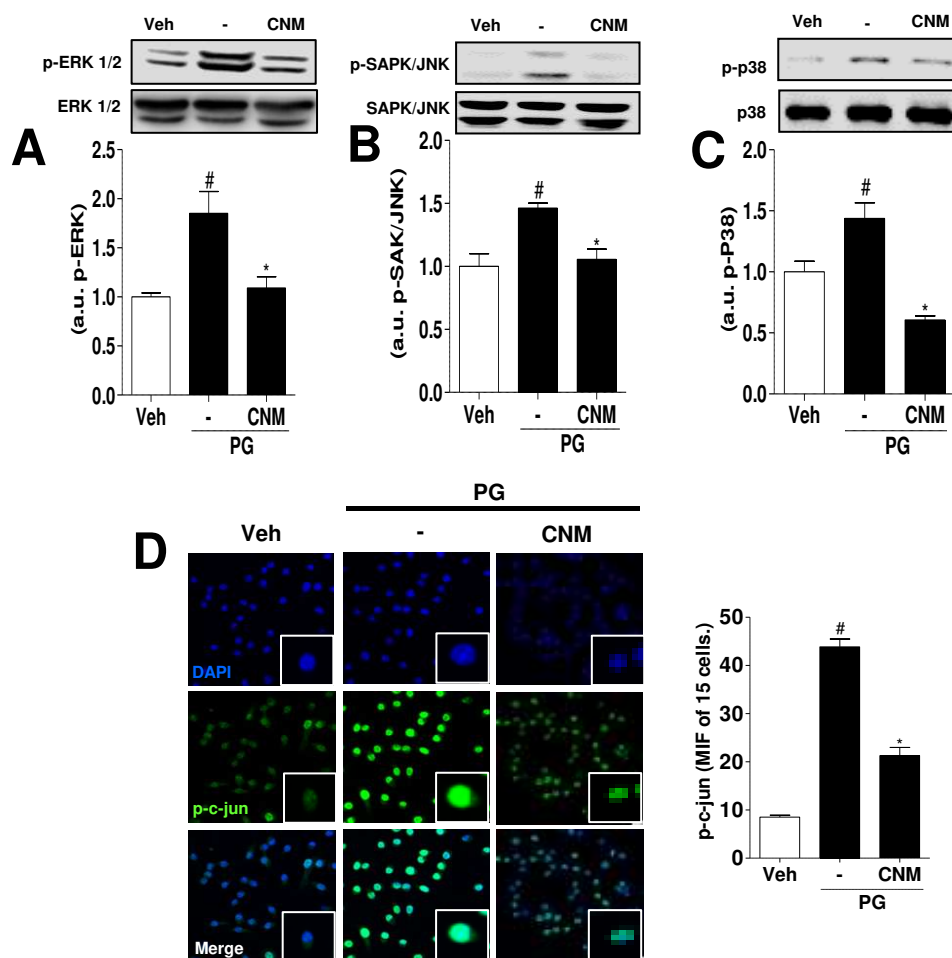 Veh - CNM
p-ERK 1/2
ERK 1/2
A
(a.u. p-ERK)
2.5
2.0
1.5
1.0
0.5
0.0
#
*
Veh - CNM
PG
Veh - CNM
p-SAPK/JNK
SAPK/JNK
B
(a.u. p-SAK/JNK)
2.0
1.5
1.0
0.5
0.0
#
*
Veh - CNM
PG
Veh - CNM
p-p38
p38
C
(a.u. p-P38)
2.0
1.5
1.0
0.5
0.0
#
*
Veh - CNM
PG
D
PG
Veh - CNM
DAPI
p-c-jun
Merge
p-c-jun (MIF of 15 cells.)
50
40
30
20
10
0
#
*
Veh - CNM
PG